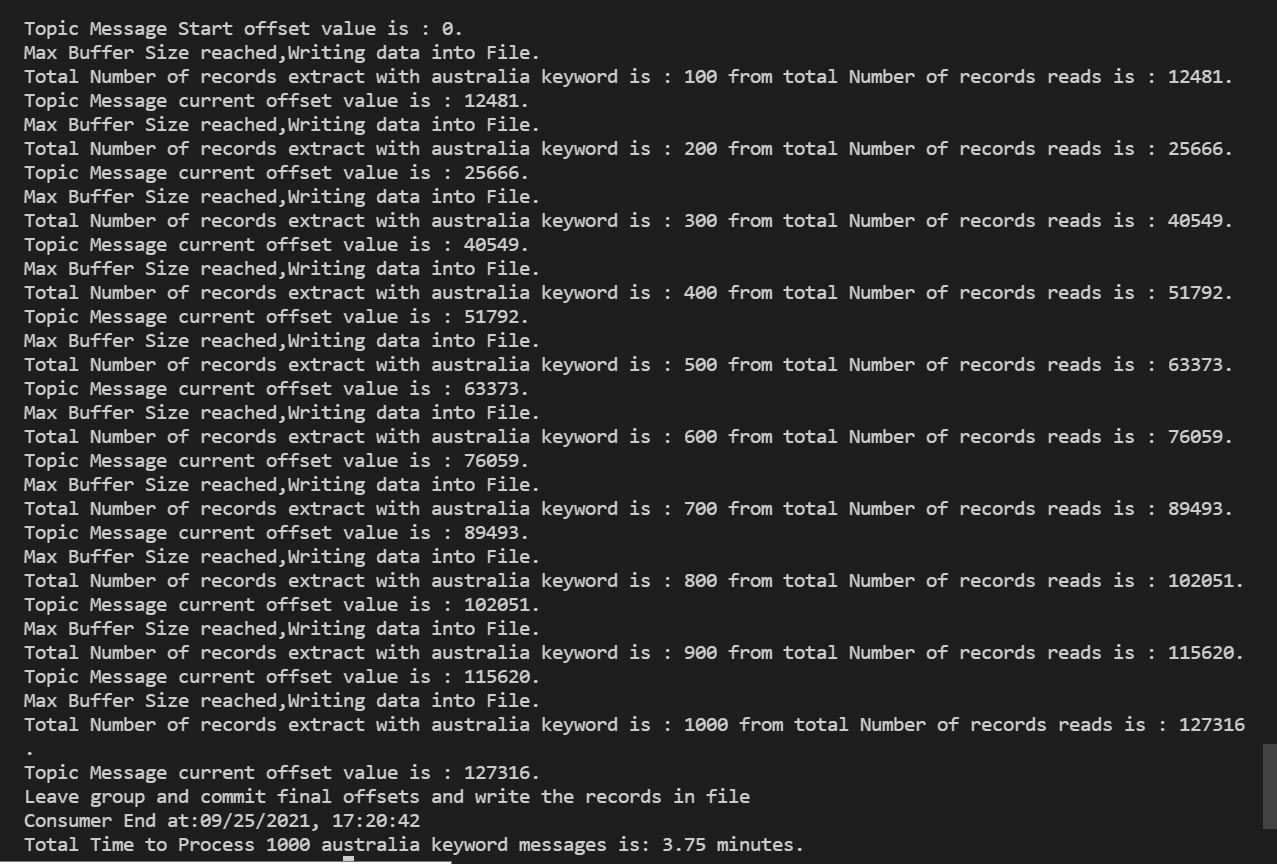 Topic Message Start offset value is : 0.
Max Buffer Size reached,Writing data into File.
Total Number of records extract with australia keyword is : 100 from total Number of records reads is : 12481.
Topic Message current offset value is : 12481.
Max Buffer Size reached,Writing data into File.
Total Number of records extract with australia keyword is : 200 from total Number of records reads is : 25666.
Topic Message current offset value is : 25666.
Max Buffer Size reached,Writing data into File.
Total Number of records extract with australia keyword is : 300 from total Number of records reads is : 40549.
Topic Message current offset value is : 40549.
Max Buffer Size reached,Writing data into File.
Total Number of records extract with australia keyword is : 400 from total Number of records reads is : 51792.
Topic Message current offset value is : 51792.
Max Buffer Size reached,Writing data into File.
Total Number of records extract with australia keyword is : 500 from total Number of records reads is : 63373.
Topic Message current offset value is : 63373.
Max Buffer Size reached,Writing data into File.
Total Number of records extract with australia keyword is : 600 from total Number of records reads is : 76059.
Topic Message current offset value is : 76059.
Max Buffer Size reached,Writing data into File.
Total Number of records extract with australia keyword is : 700 from total Number of records reads is : 89493.
Topic Message current offset value is : 89493.
Max Buffer Size reached,Writing data into File.
Total Number of records extract with australia keyword is : 800 from total Number of records reads is : 102051.
Topic Message current offset value is : 102051.
Max Buffer Size reached,Writing data into File.
Total Number of records extract with australia keyword is : 900 from total Number of records reads is : 115620.
Topic Message current offset value is : 115620.
Max Buffer Size reached,Writing data into File.
Total Number of records extract with australia keyword is : 1000 from total Number of records reads is : 127316
.
Topic Message current offset value is : 127316.
Leave group and commit final offsets and write the records in file
Consumer End at:09/25/2021, 17:20:42
Total Time to Process 1000 australia keyword messages is: 3.75 minutes.